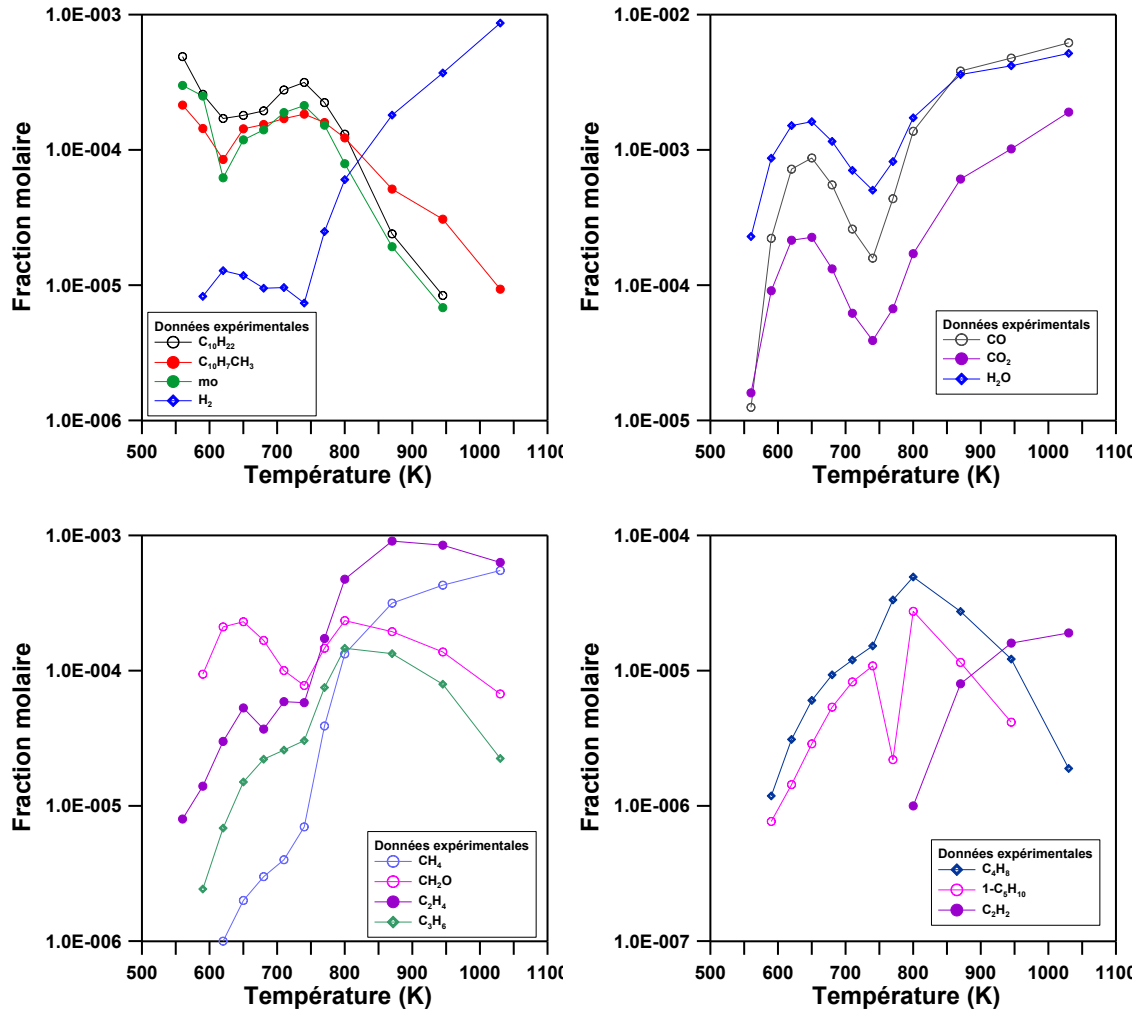 1.0E-003
1.0E-004
1.0E-005
1.0E-006
Fraction molaire
Données expérimentales
C₁₀H₂₂
C₁₀H₇CH₃
mo
H₂
500 600 700 800 900 1000 1100
Température (K)
1.0E-002
1.0E-003
1.0E-004
1.0E-005
Fraction molaire
Données expérimentals
CO
CO₂
H₂O
500 600 700 800 900 1000 110
Température (K)
1.0E-003
1.0E-004
1.0E-005
1.0E-006
Fraction molaire
Données expérimentales
CH₄
CH₂O
C₂H₄
C₃H₆
500 600 700 800 900 1000 1100
Température (K)
1.0E-004
1.0E-005
1.0E-006
1.0E-007
Fraction molaire
Données expérimentales
C₄H₈
1-C₅H₁₀
C₂H₂
500 600 700 800 900 1000 110
Température (K)